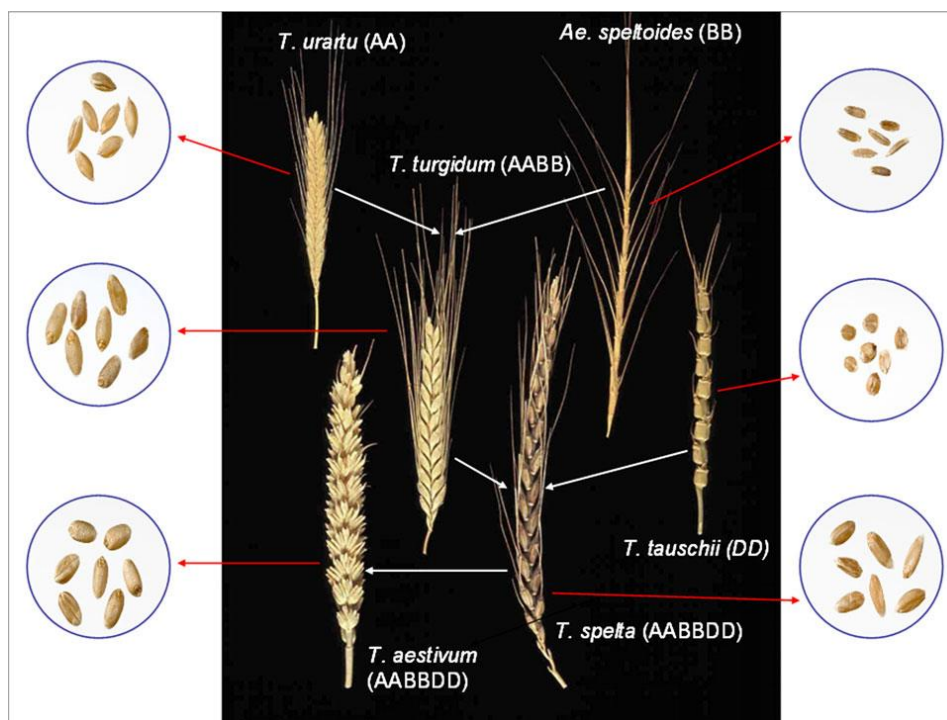 T. urartu (AA)
Ae. speltoides (BB)
T. turgidum (AABB)
T. tauschii (DD)
T. spelta (AABBDD)
T. aestivum
(AABBDD)